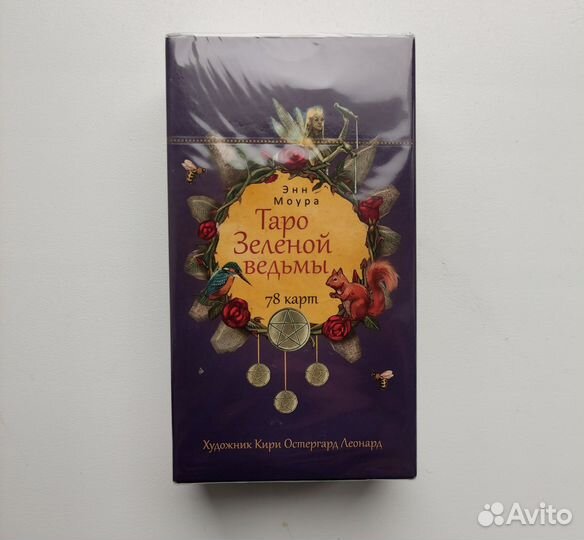 Энн
Моура
Таро
Зеленой
ведьмы
78 карт
Художник Кири Остергард Леонард
Avito